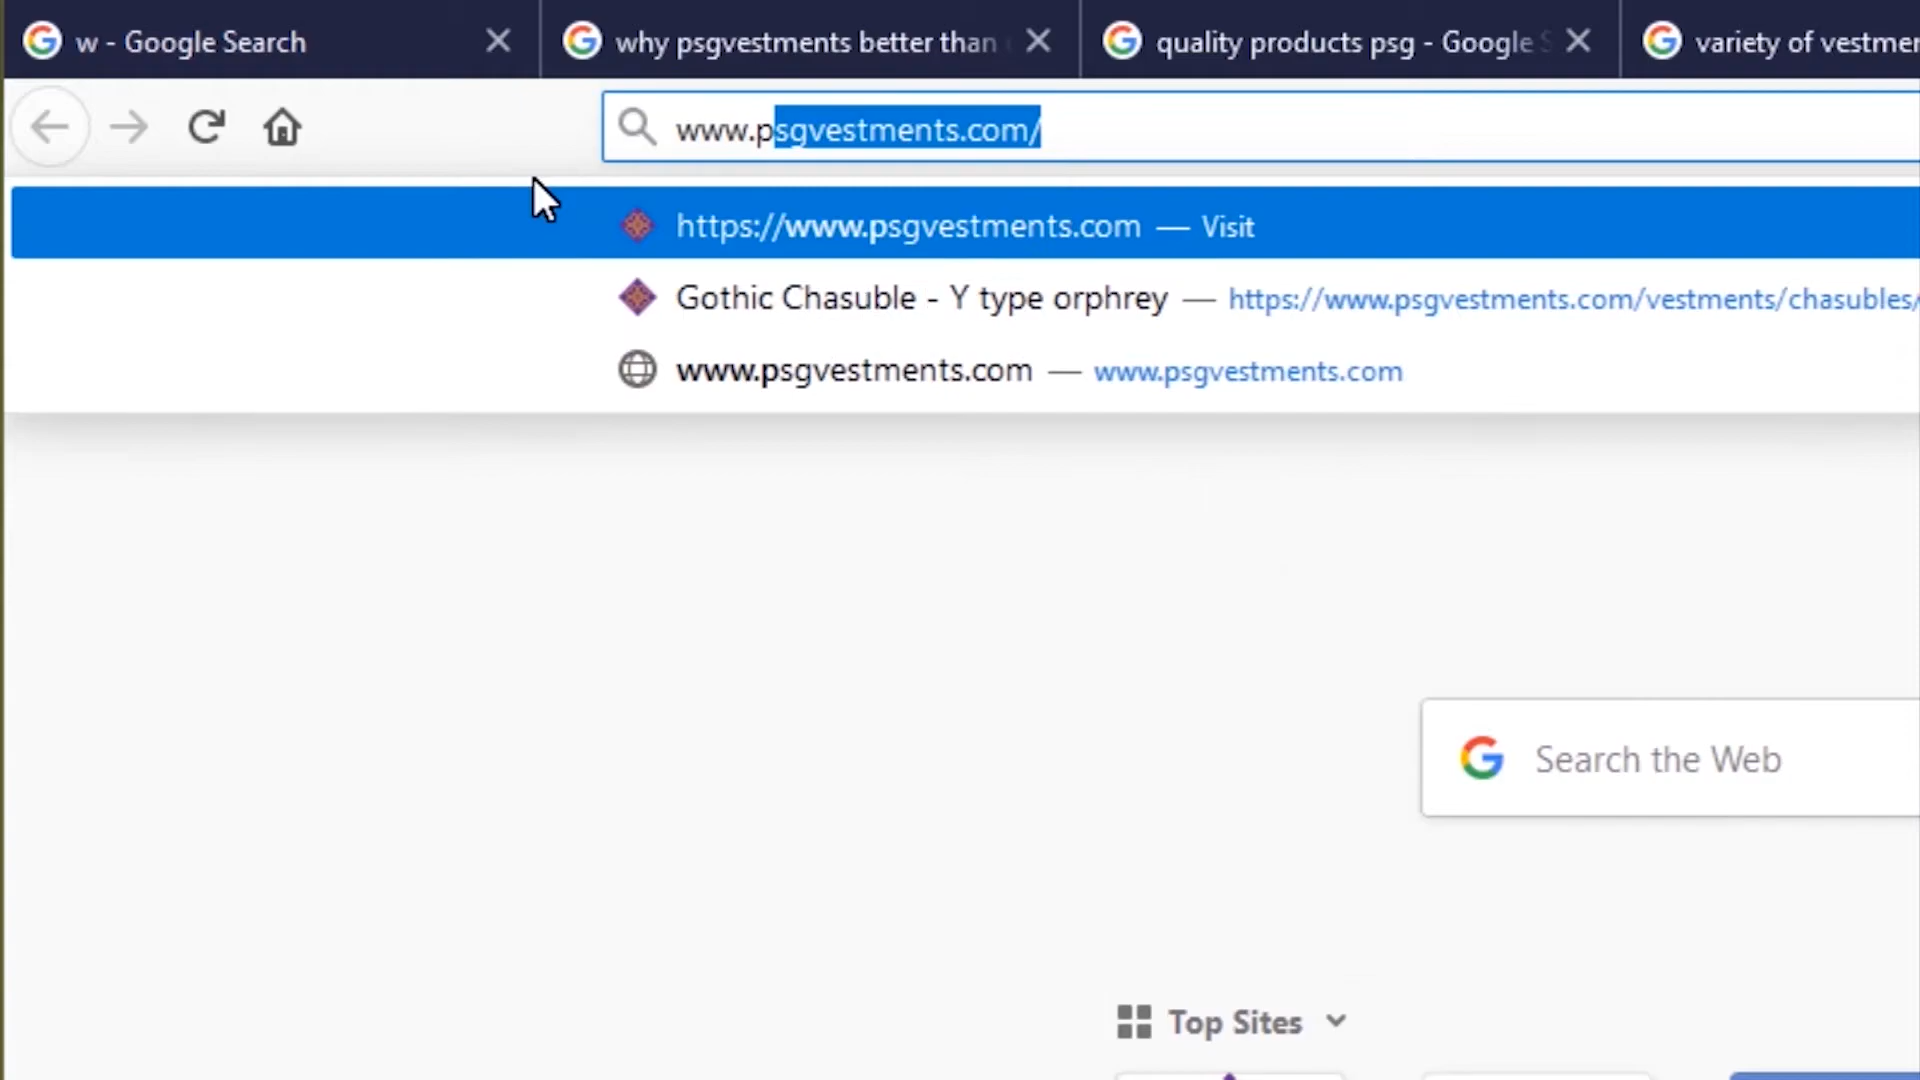 w - Google Search
why psgvestments better than
quality products psg - Google
variety of vestmen
www.psgvestments.com/
https://www.psgvestments.com — Visit
Gothic Chasuble - Y type orphrey — https://www.psgvestments.com/vestments/chasubles/
www.psgvestments.com — www.psgvestments.com
Search the Web
Top Sites